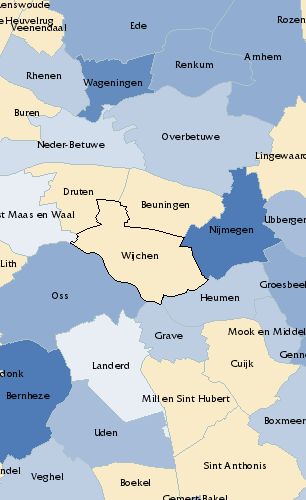 enswoude
e Heuvelrug
Veenendaal
Ede
Rozen
Renkum
Arnhem
Rhenen
Wageningen
Buren
Neder-Betuwe
Overbetuwe
Lingewaard
Druten
Beuningen
st Maas en Waal
Nijmegen
Ubbergen
Lith
Wijchen
Oss
Heumen
Groesbeek
Grave
Mook en Middel
Genne
Landerd
Cuijk
donk
Bernheze
Mill en Sint Hubert
Boxmeer
Uden
ndel
Veghel
Sint Anthonis
Boekel
Gemert-Bakel